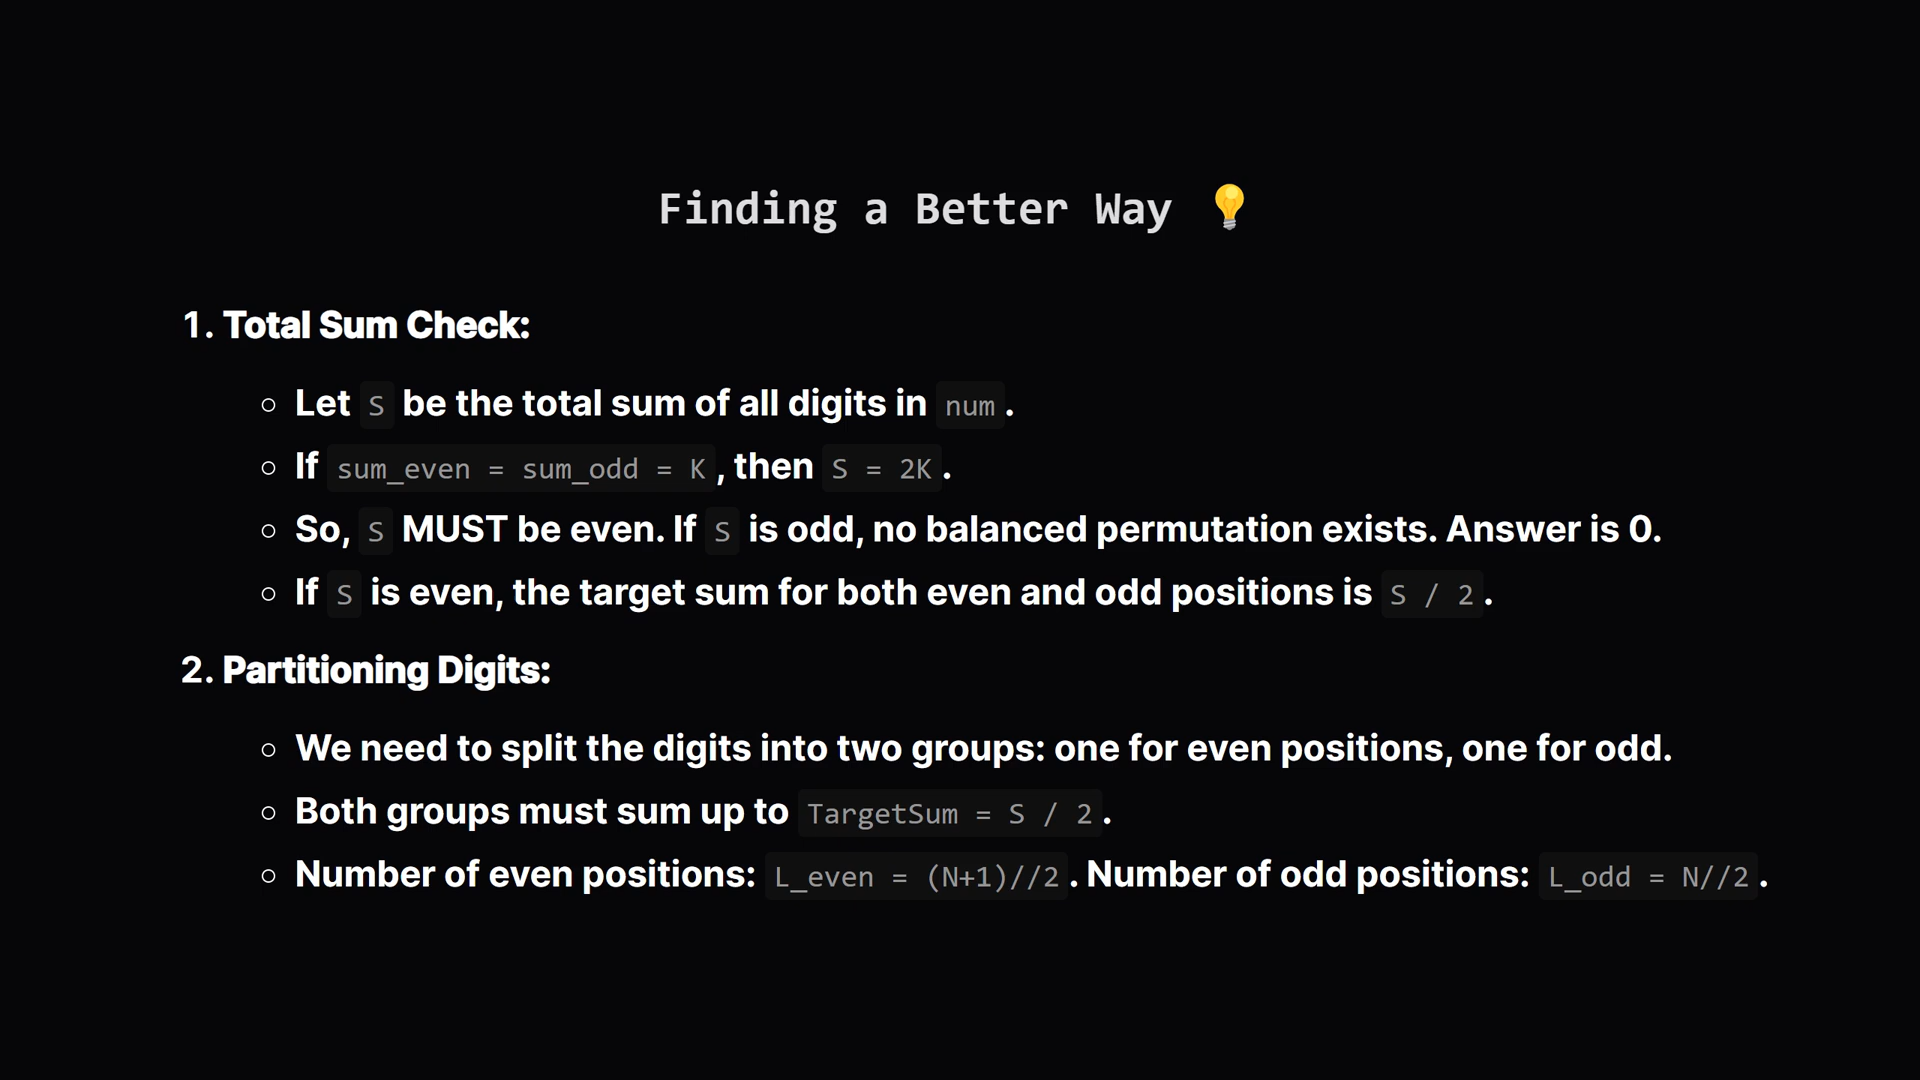 Finding a Better Way 💡
1. Total Sum Check:
Let S be the total sum of all digits in num.
If sum_even = sum_odd = K, then S = 2K.
So, S MUST be even. If S is odd, no balanced permutation exists. Answer is 0.
If S is even, the target sum for both even and odd positions is S / 2.
2. Partitioning Digits:
We need to split the digits into two groups: one for even positions, one for odd.
Both groups must sum up to TargetSum = S / 2.
Number of even positions: L_even = (N+1)//2. Number of odd positions: L_odd = N//2.